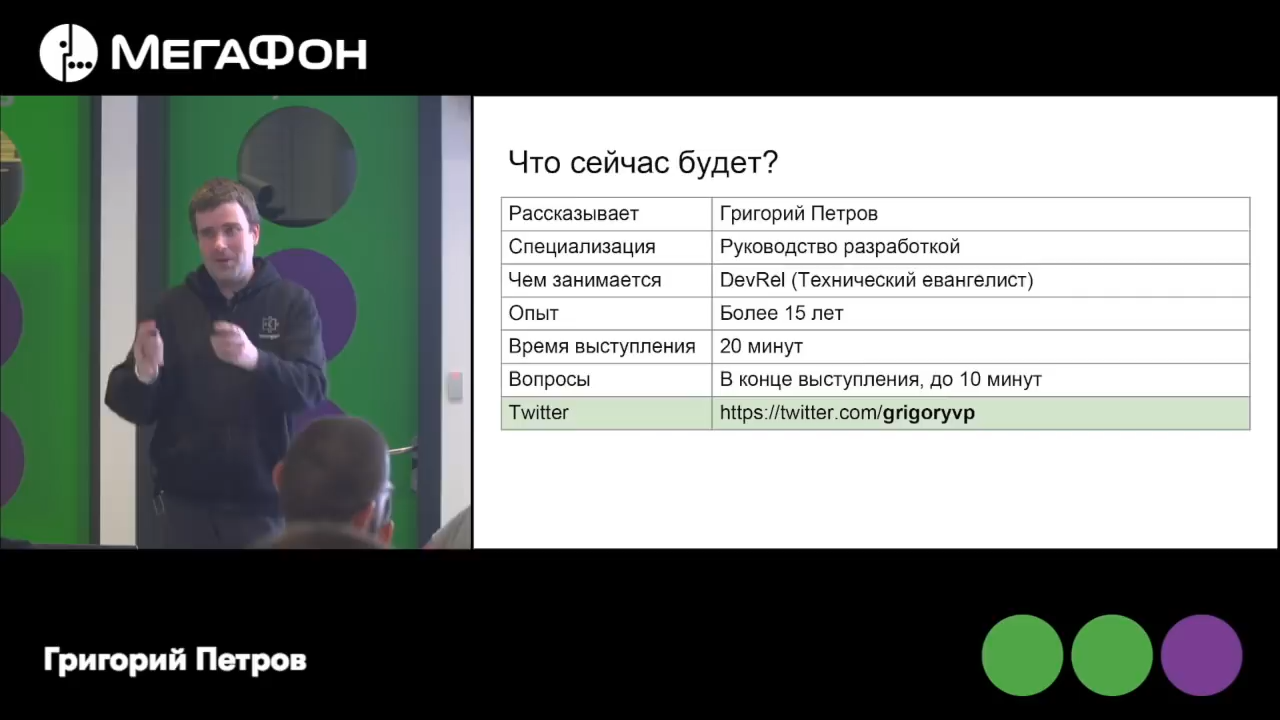 МЕГАФОН
Что сейчас будет?
Рассказывает Григорий Петров
Специализация Руководство разработкой
Чем занимается DevRel (Технический евангелист)
Опыт Более 15 лет
Время выступления 20 минут
Вопросы В конце выступления, до 10 минут
Twitter https://twitter.com/grigoryvp
Григорий Петров